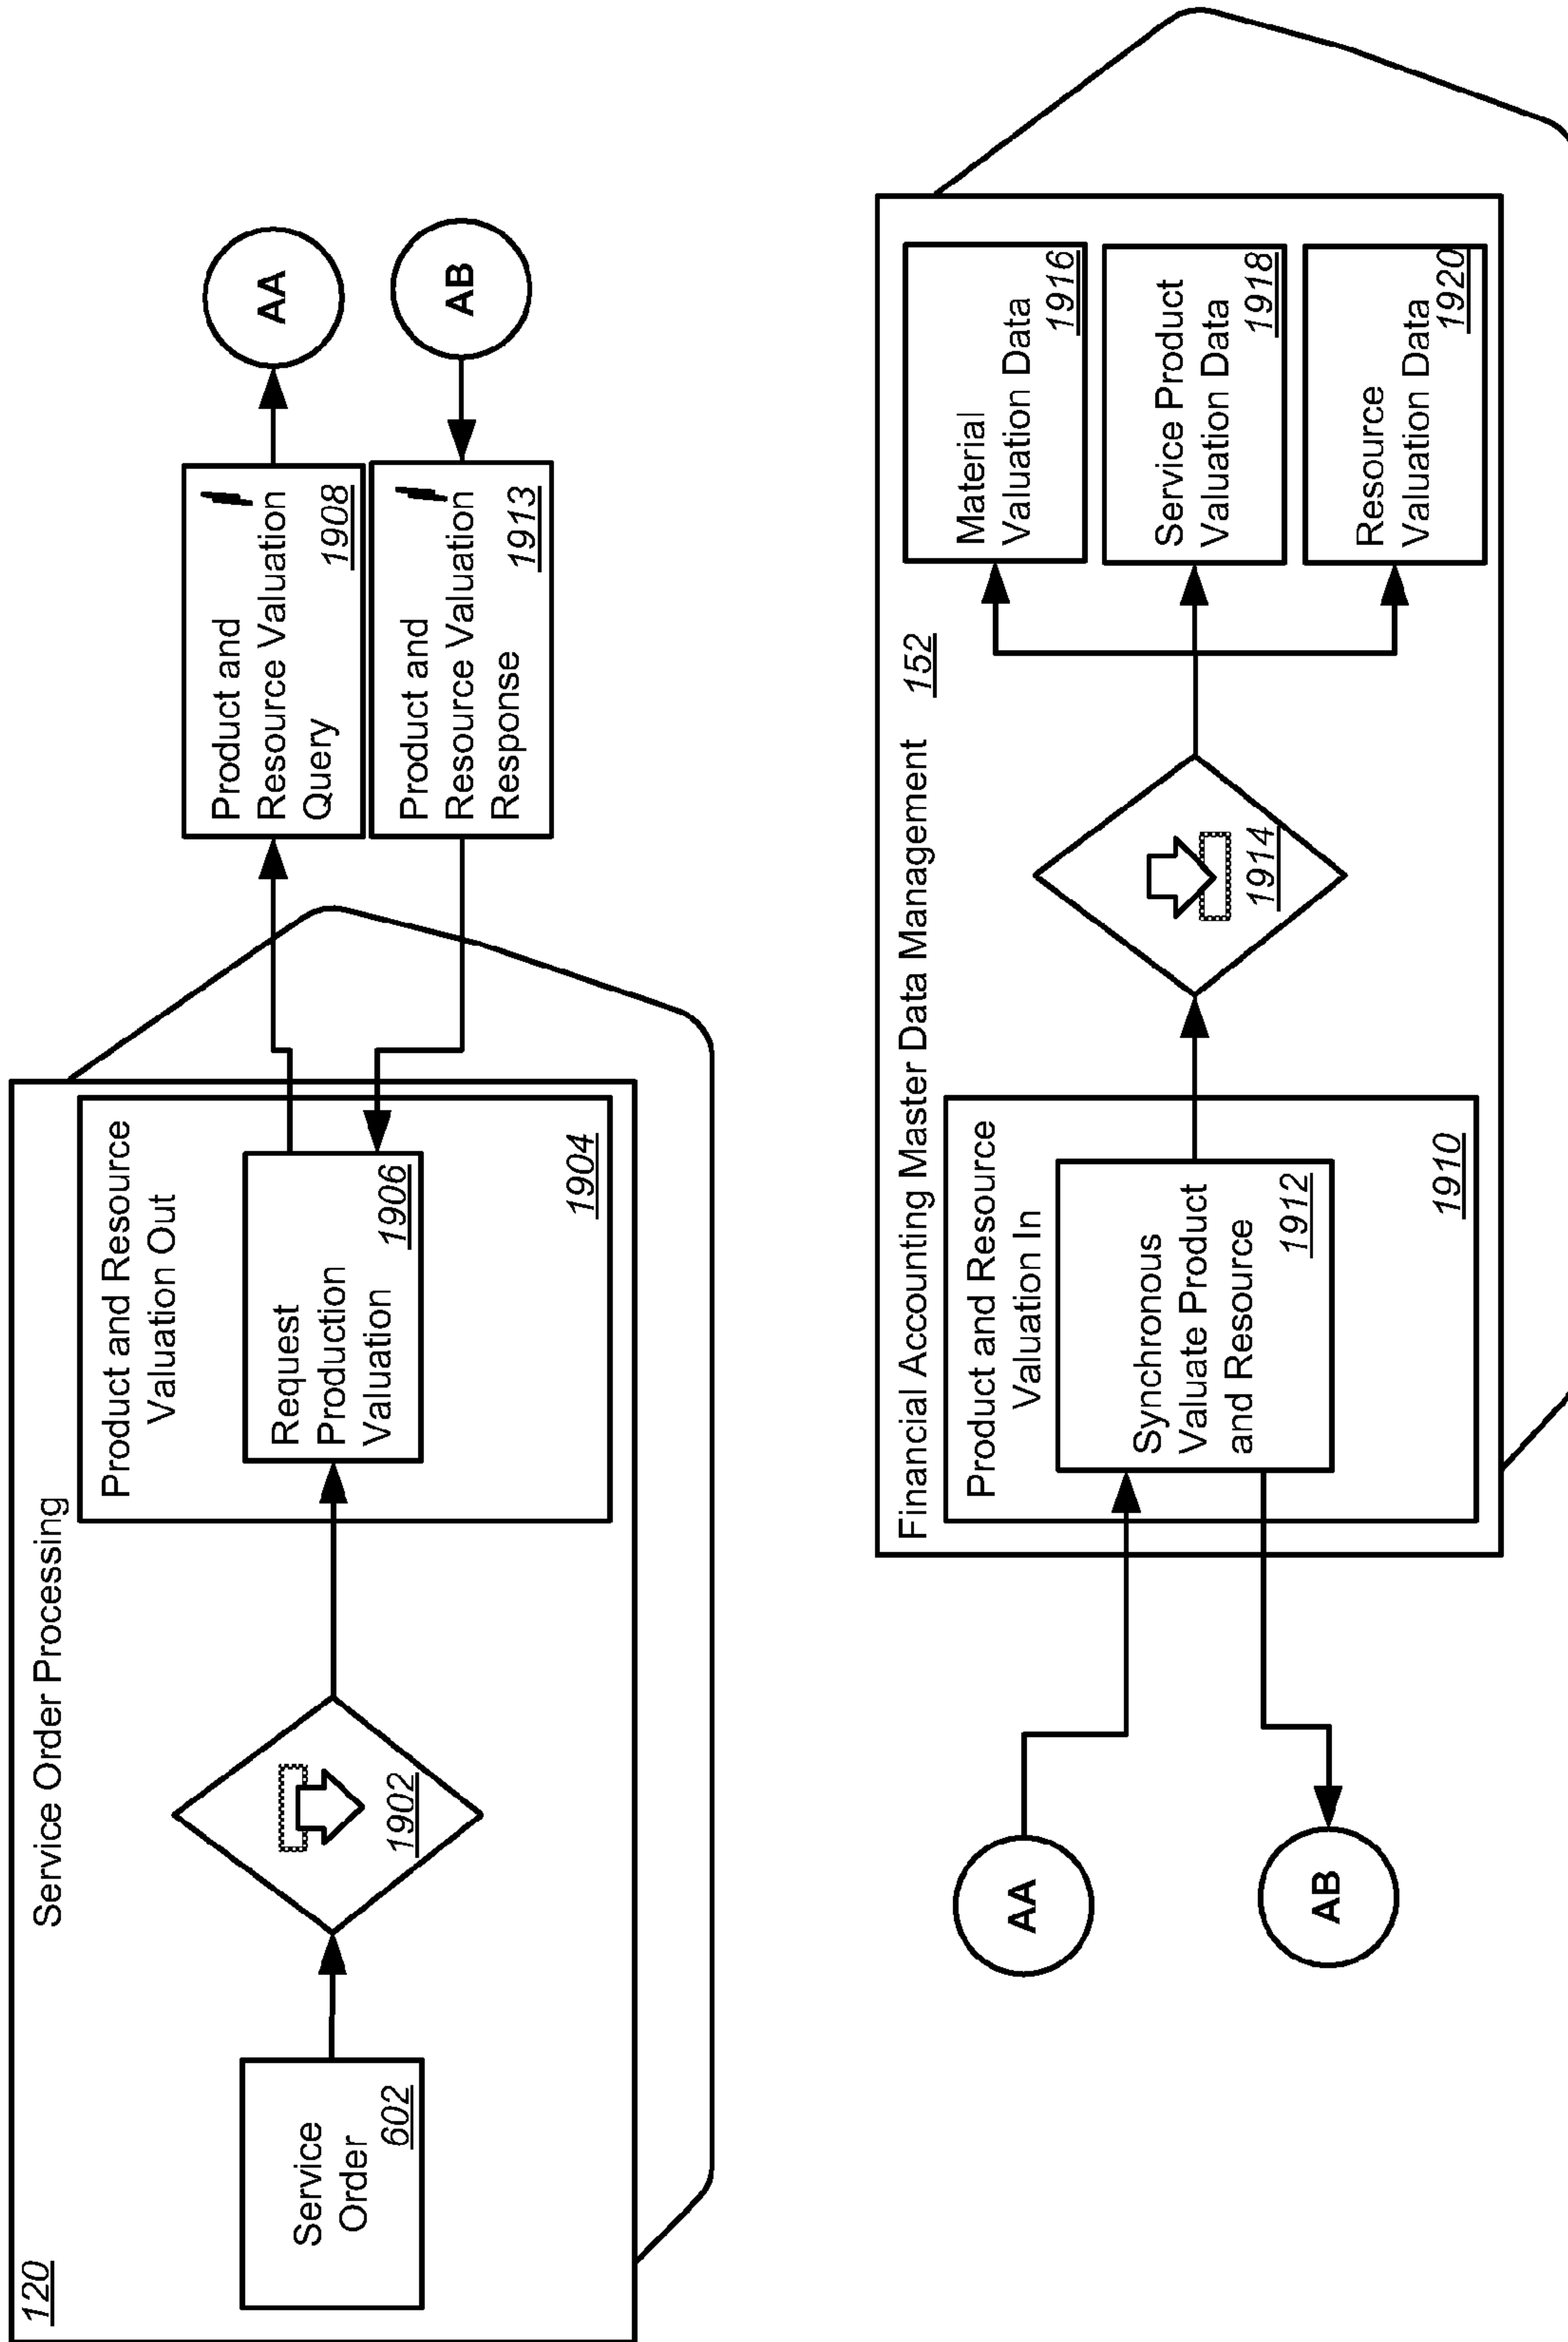 120
Service Order Processing
Service
Order
602
1902
Product and Resource
Valuation Out
Request
Production
Valuation
1906
1904
Product and
Resource Valuation
Query
1908
Product and
Resource Valuation
Response
1913
AA
AB
AA
AB
Financial Accounting Master Data Management
152
Product and Resource
Valuation In
Synchronous
Valuate Product
and Resource
1912
1910
1914
Material
Valuation Data
1916
Service Product
Valuation Data
1918
Resource
Valuation Data
1920